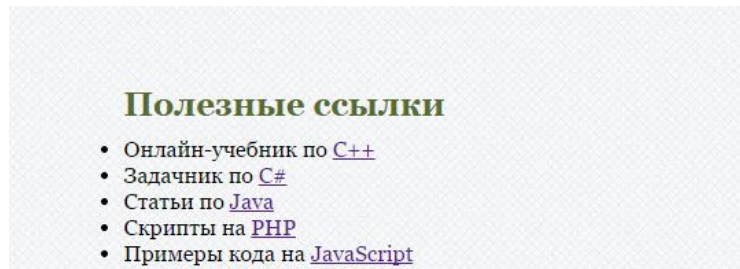 Полезные ссылки
• Онлайн-учебник по C++
• Задачник по C#
• Статьи по Java
• Скрипты на PHP
• Примеры кода на JavaScript